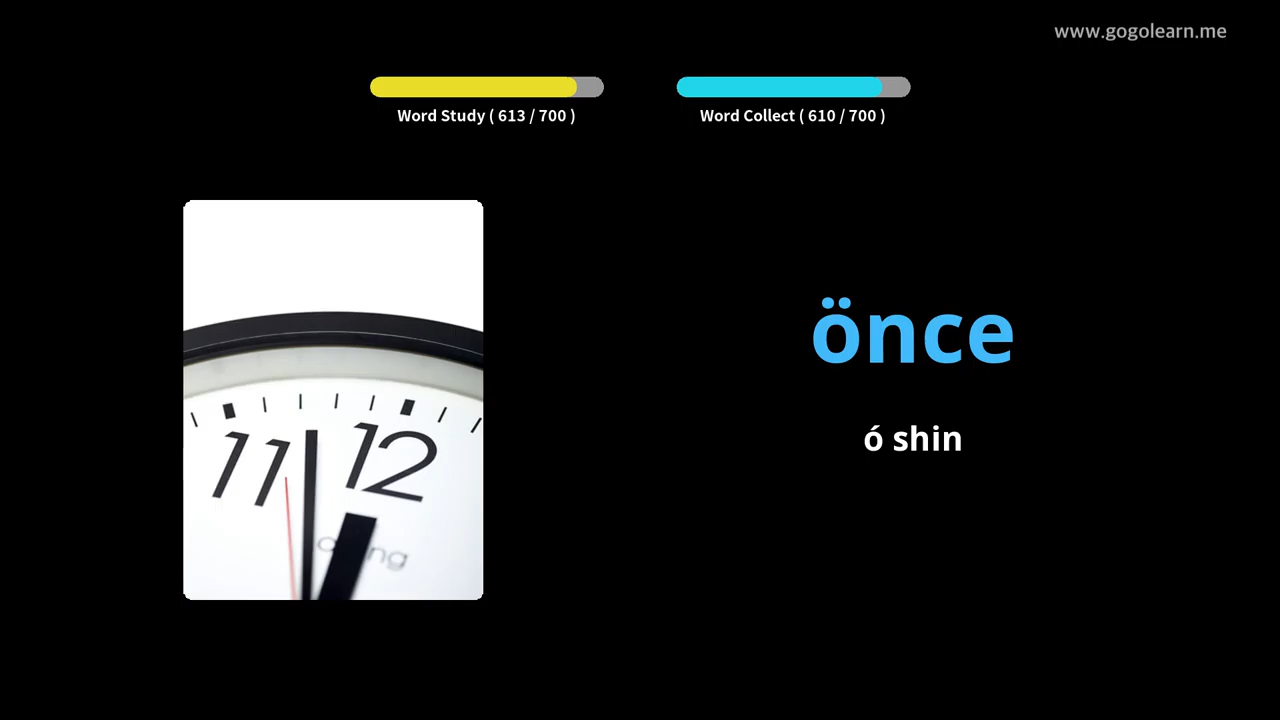 www.gogolearn.me
Word Study ( 613 / 700 )
Word Collect ( 610 / 700 )
11 12
önce
ó shin